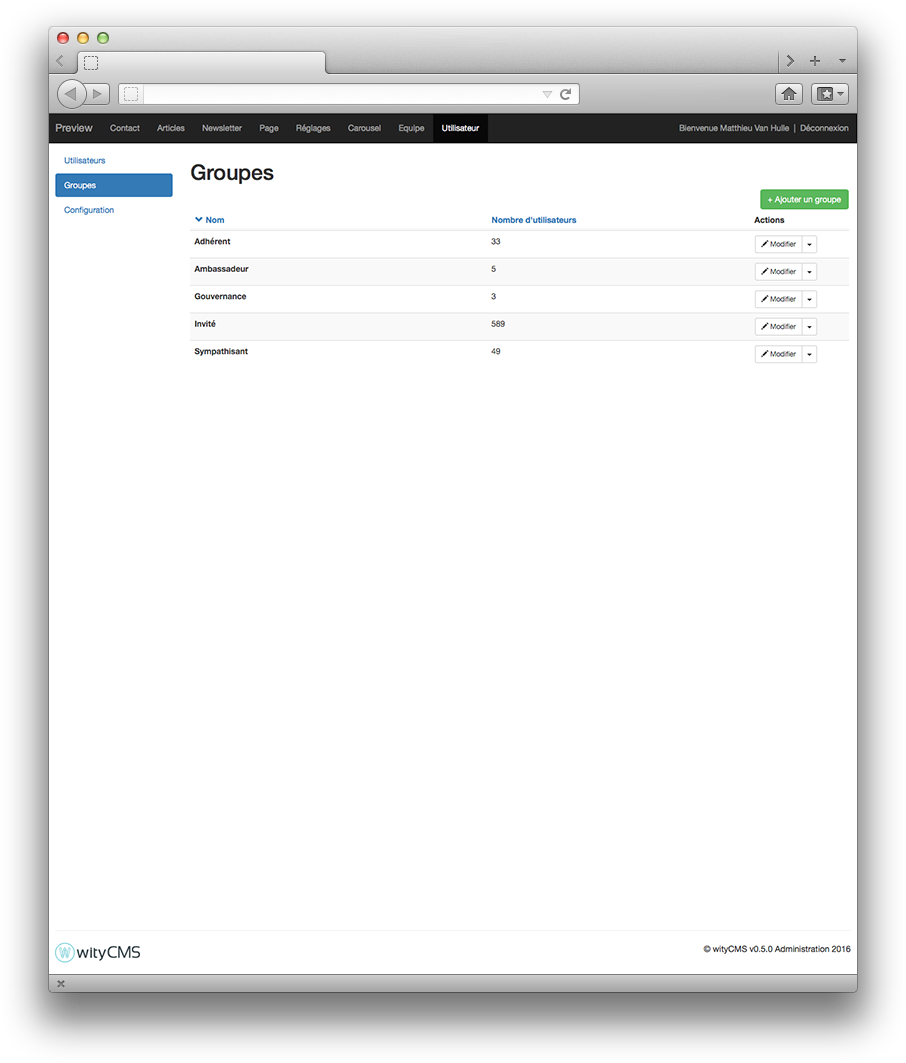 Preview Contact Articles Newsletter Page Réglages Carousel Equipe Utilisateur Bienvenue Matthieu Van Hulle | Déconnexion
Utilisateurs
Groupes
Configuration
Groupes
+ Ajouter un groupe
Nom Nombre d'utilisateurs Actions
Adhérent 33 Modifier
Ambassadeur 5 Modifier
Gouvernance 3 Modifier
Invité 589 Modifier
Sympathisant 49 Modifier
W wityCMS
© wityCMS v0.5.0 Administration 2016